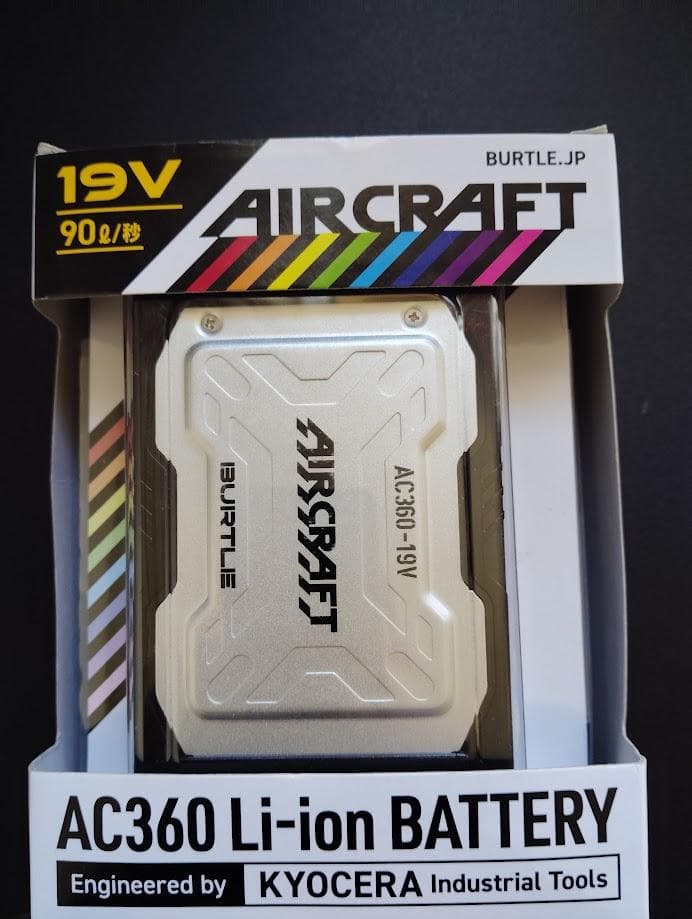 19V
90ℓ/秒
BURTLE.JP
AIRCRAFT
AC360-19V
AIRCRAFT
BURTLE
AC360 Li-ion BATTERY
Engineered by KYOCERA Industrial Tools